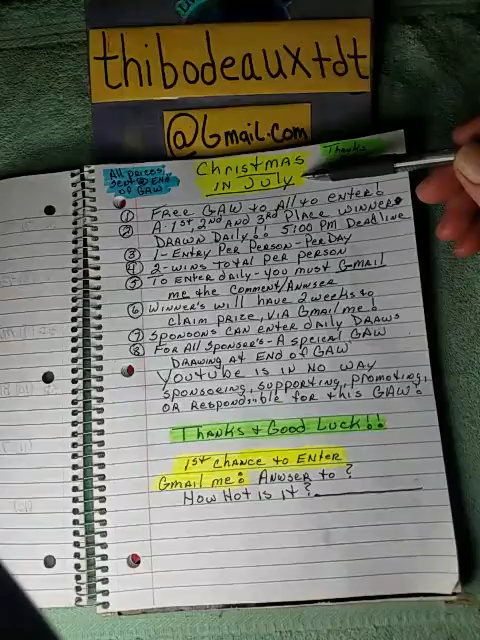 thibodeauxtdt
@Gmail.com
All prizes
Sent @ End
of GAW
Christmas
in July
Thanks
① Free GAW to All to enter!
② A 1st, 2nd and 3rd Place Winner
Drawn Daily!! 5:00 PM Deadline
③ 1-Entry Per Person-Per Day
④ 2-Wins Total Per Person
⑤ To Enter Daily-You must Gmail
me the Comment/Anwser
⑥ Winner's will have 2 weeks to
claim prize, via Gmail me!
⑦ Sponsors can enter daily draws
⑧ For All Sponser's-A special GAW
Drawing at End of GAW
Youtube is in no way
sponsoring, supporting, promoting,
or responsible for this GAW!
Thanks + Good Luck!!
1st chance to Enter
Gmail me: Anwser to?
How Hot is it?